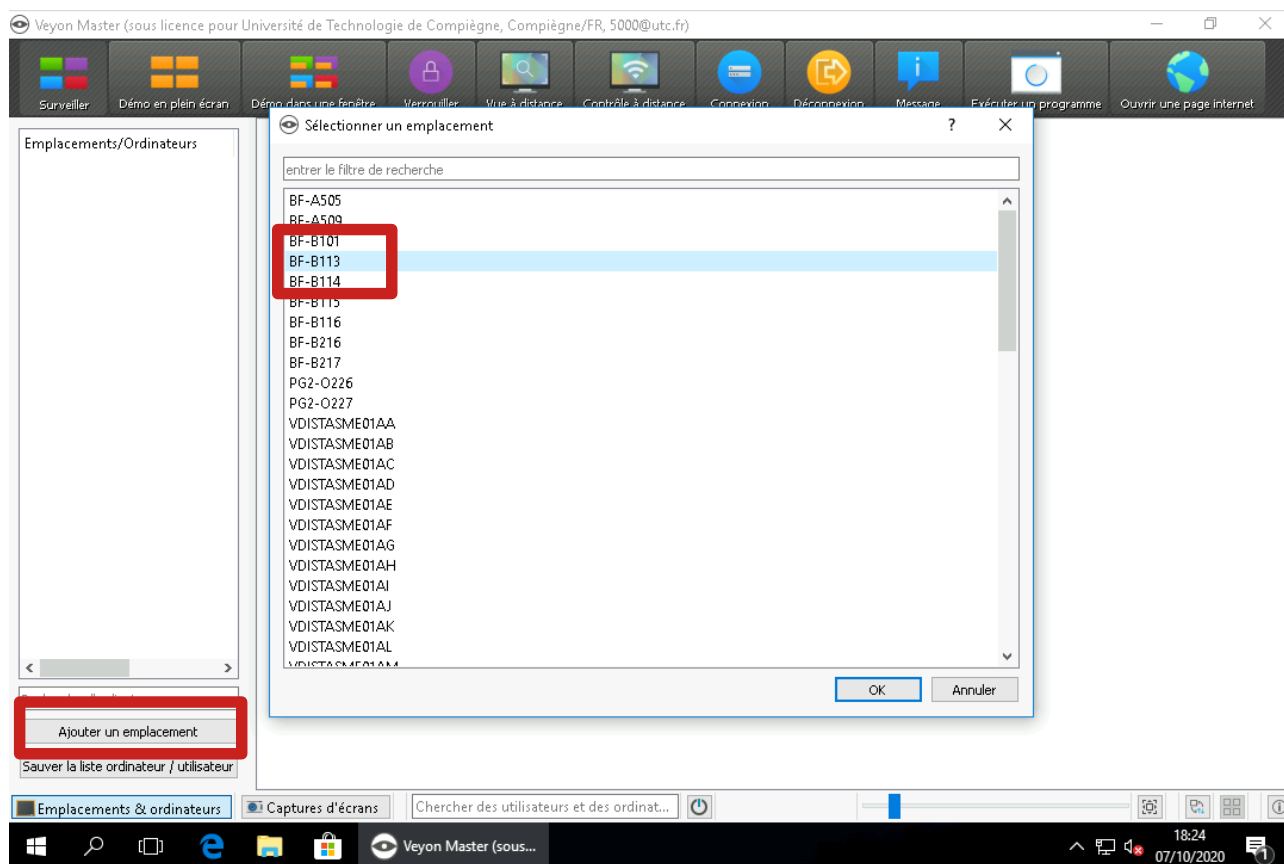 Veyon Master (sous licence pour Université de Technologie de Compiègne, Compiègne/FR, 5000@utc.fr)
Surveiller
Démo en plein écran
Démo dans une fenêtre
Verrouiller
Vue à distance
Contrôle à distance
Connexion
Déconnexion
Message
Exécuter un programme
Ouvrir une page internet
Emplacements/Ordinateurs
Sélectionner un emplacement
entrer le filtre de recherche
BF-A505
BF-A509
BF-B101
BF-B113
BF-B114
BF-B115
BF-B116
BF-B216
BF-B217
PG2-O226
PG2-O227
VDISTASME01AA
VDISTASME01AB
VDISTASME01AC
VDISTASME01AD
VDISTASME01AE
VDISTASME01AF
VDISTASME01AG
VDISTASME01AH
VDISTASME01AI
VDISTASME01AJ
VDISTASME01AK
VDISTASME01AL
VDISTASME01AM
OK
Annuler
Ajouter un emplacement
Sauver la liste ordinateur / utilisateur
Emplacements & ordinateurs
Captures d'écrans
Chercher des utilisateurs et des ordinat...
Veyon Master (sous...
18:24
07/10/2020
1